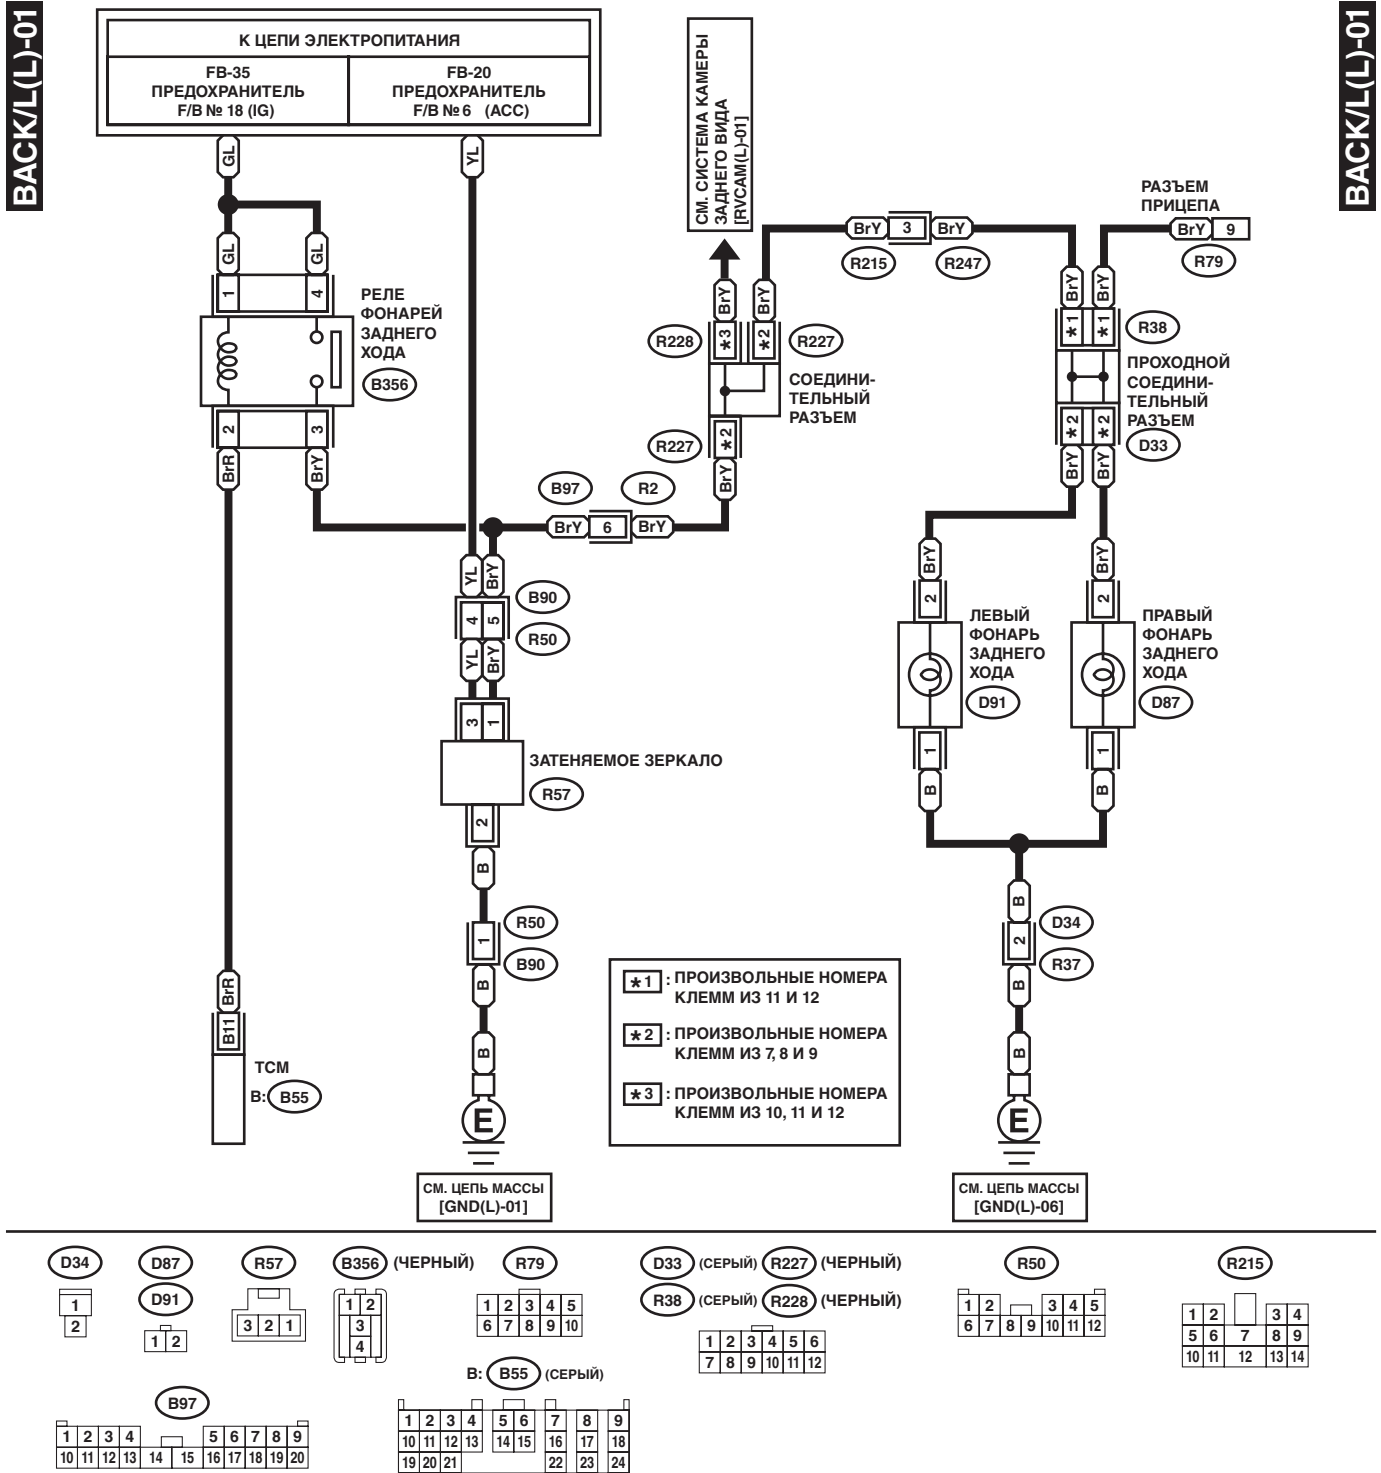 BACK/L(L)-01
BACK/L(L)-01
К ЦЕПИ ЭЛЕКТРОПИТАНИЯ
FB-35
ПРЕДОХРАНИТЕЛЬ
F/B № 18 (IG)
FB-20
ПРЕДОХРАНИТЕЛЬ
F/B № 6 (ACC)
GL
YL
GL
GL
1
4
РЕЛЕ
ФОНАРЕЙ
ЗАДНЕГО
ХОДА
B356
2
3
BrR
BrY
СМ. СИСТЕМА КАМЕРЫ
ЗАДНЕГО ВИДА
[RVCAM(L)-01]
BrY
BrY
R228
*3
*2
R227
СОЕДИНИ-
ТЕЛЬНЫЙ
РАЗЪЕМ
R227
*2
BrY
BrY 3 BrY
R215
R247
РАЗЪЕМ
ПРИЦЕПА
BrY 9
R79
BrY
BrY
*1
*1
R38
ПРОХОДНОЙ
СОЕДИНИ-
ТЕЛЬНЫЙ
РАЗЪЕМ
*2
*2
D33
BrY
BrY
B97
R2
BrY 6 BrY
YL
BrY
B90
4
5
R50
YL
BrY
3
1
ЗАТЕНЯЕМОЕ ЗЕРКАЛО
R57
2
B
R50
1
B90
B
B
E
СМ. ЦЕПЬ МАССЫ
[GND(L)-01]
BrY
BrY
2
2
ЛЕВЫЙ
ФОНАРЬ
ЗАДНЕГО
ХОДА
D91
ПРАВЫЙ
ФОНАРЬ
ЗАДНЕГО
ХОДА
D87
1
1
B
B
B
D34
2
R37
B
B
E
СМ. ЦЕПЬ МАССЫ
[GND(L)-06]
BrR
B11
TCM
B: B55
*1 : ПРОИЗВОЛЬНЫЕ НОМЕРА
КЛЕММ ИЗ 11 И 12
*2 : ПРОИЗВОЛЬНЫЕ НОМЕРА
КЛЕММ ИЗ 7, 8 И 9
*3 : ПРОИЗВОЛЬНЫЕ НОМЕРА
КЛЕММ ИЗ 10, 11 И 12
D34
1
2
D87
D91
1 2
R57
3 2 1
B356 (ЧЕРНЫЙ)
1 2
3
4
R79
1 2 3 4 5
6 7 8 9 10
D33 (СЕРЫЙ) R227 (ЧЕРНЫЙ)
R38 (СЕРЫЙ) R228 (ЧЕРНЫЙ)
1 2 3 4 5 6
7 8 9 10 11 12
R50
1 2 3 4 5
6 7 8 9 10 11 12
R215
1 2 3 4
5 6 7 8 9
10 11 12 13 14
B97
1 2 3 4 5 6 7 8 9
10 11 12 13 14 15 16 17 18 19 20
B: B55 (СЕРЫЙ)
1 2 3 4 5 6 7 8 9
10 11 12 13 14 15 16 17 18
19 20 21 22 23 24